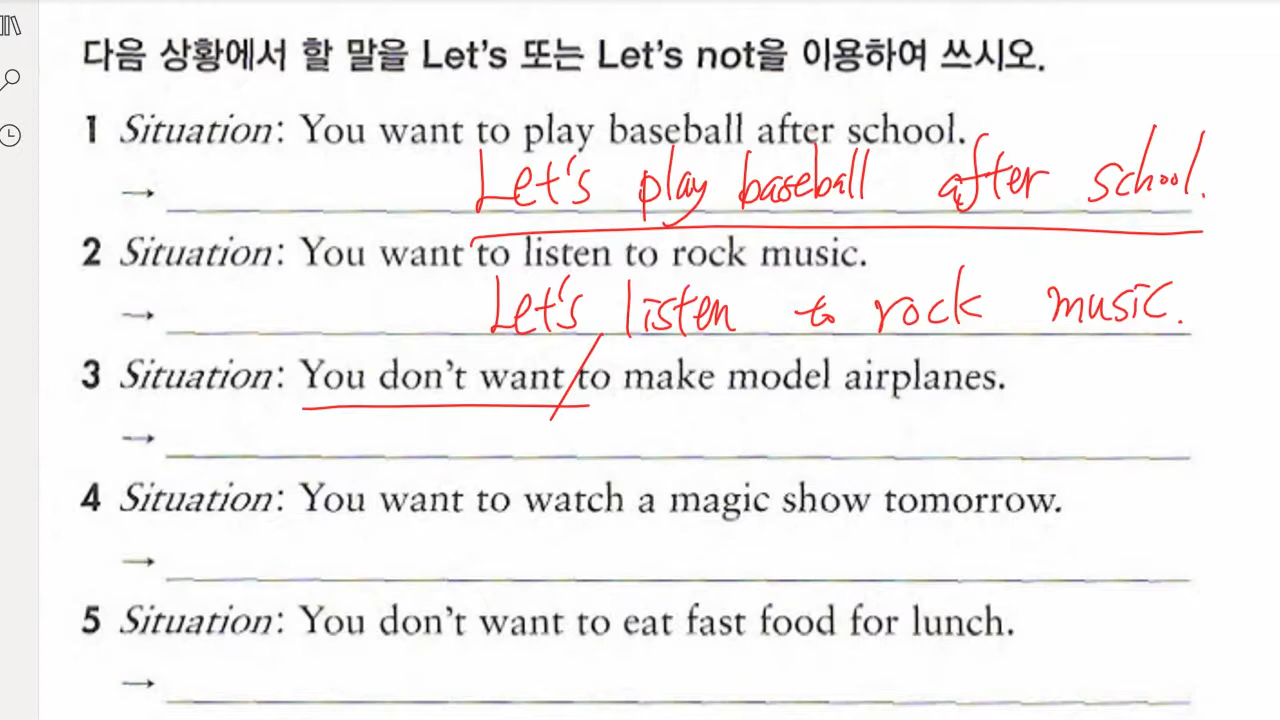 다음 상황에서 할 말을 Let's 또는 Let's not을 이용하여 쓰시오.
1 Situation: You want to play baseball after school.
→ Let's play baseball after school.
2 Situation: You want to listen to rock music.
→ Let's listen to rock music.
3 Situation: You don't want to make model airplanes.
→
4 Situation: You want to watch a magic show tomorrow.
→
5 Situation: You don't want to eat fast food for lunch.
→